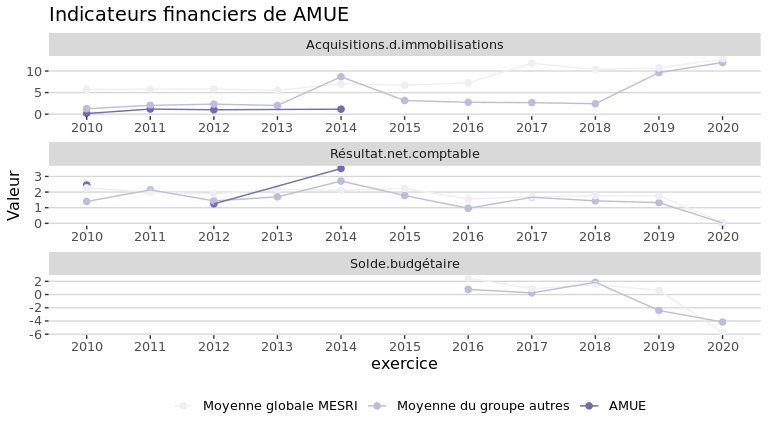 Indicateurs financiers de AMUE
Acquisitions.d.immobilisations
10
5
0
2010 2011 2012 2013 2014 2015 2016 2017 2018 2019 2020
Résultat.net.comptable
3
2
1
0
2010 2011 2012 2013 2014 2015 2016 2017 2018 2019 2020
Solde.budgétaire
2
0
-2
-4
-6
2010 2011 2012 2013 2014 2015 2016 2017 2018 2019 2020
Valeur
exercice
Moyenne globale MESRI Moyenne du groupe autres AMUE